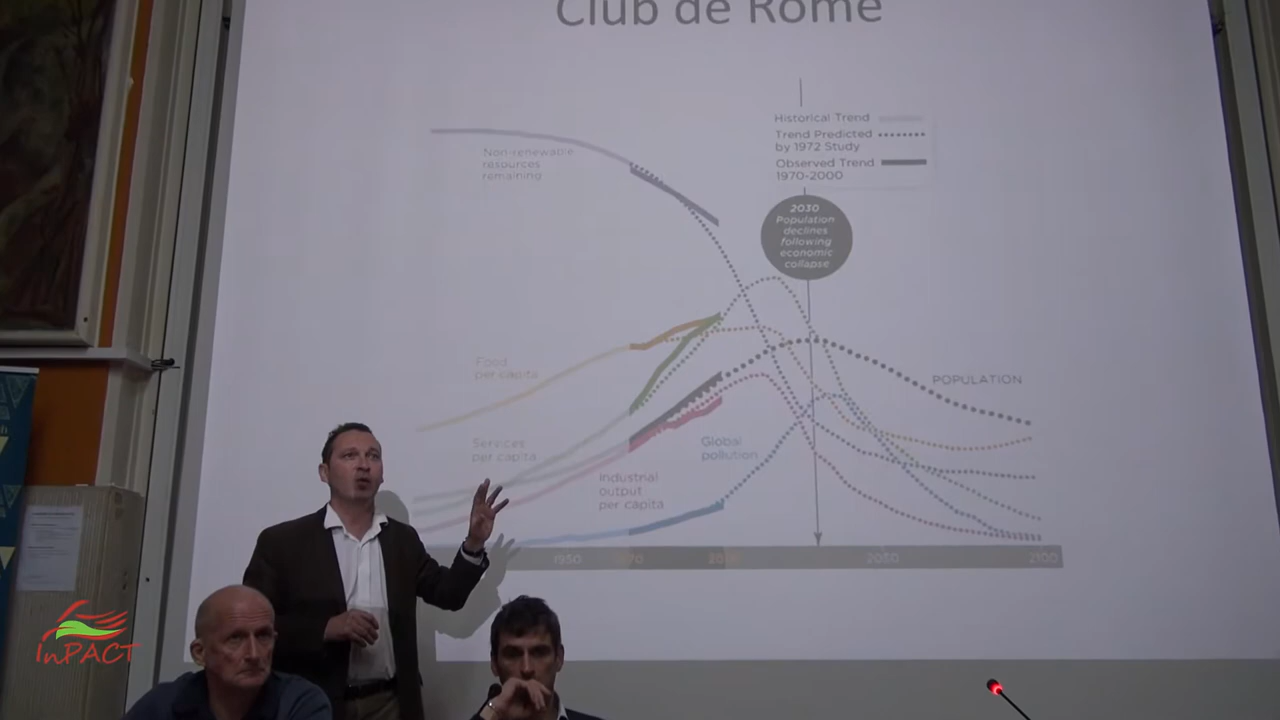 Club de Rome
Historical Trend
Trend Predicted
by 1972 Study
Observed Trend
1970-2000
Non-renewable
resources
remaining
2030
Population
declines
following
economic
collapse
Food
per capita
POPULATION
Services
per capita
Global
pollution
Industrial
output
per capita
1950
2050
2100
InPACT